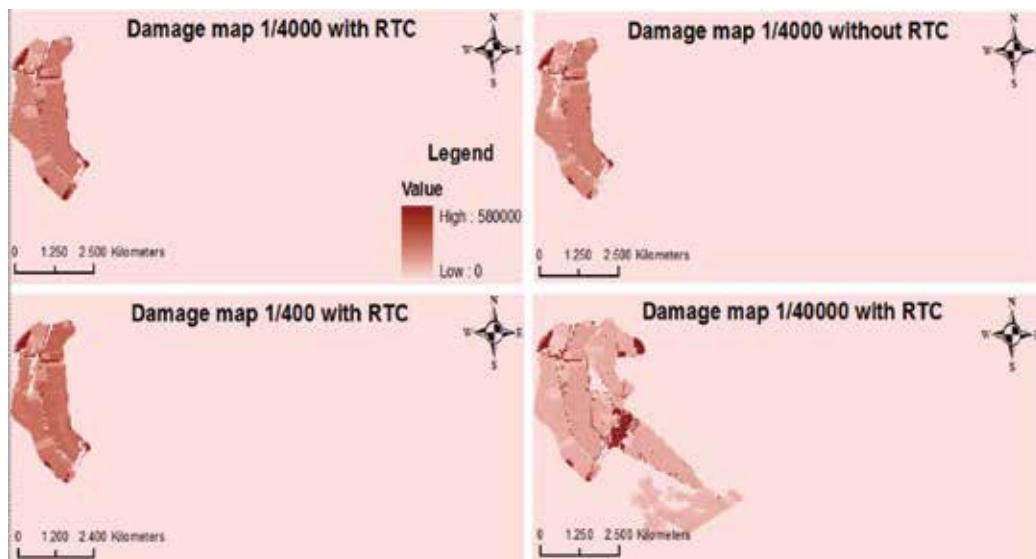 Damage map 1/4000 with RTC
N
W E
S
Legend
Value
High : 580000
Low : 0
0 1.250 2.500 Kilometers
Damage map 1/4000 without RTC
N
W E
S
0 1.250 2.500 Kilometers
Damage map 1/400 with RTC
N
W E
S
0 1.200 2.400 Kilometers
Damage map 1/40000 with RTC
N
W E
S
0 1.250 2.500 Kilometers